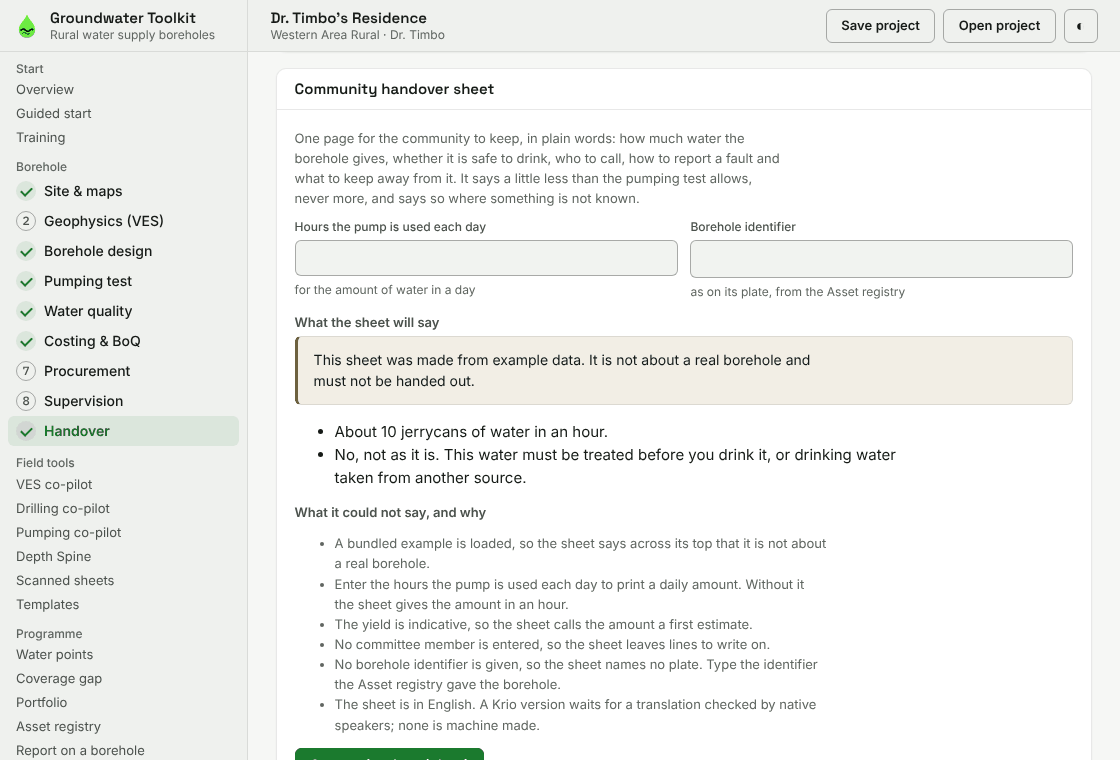 Groundwater Toolkit
Rural water supply boreholes
Dr. Timbo's Residence
Western Area Rural · Dr. Timbo
Save project
Open project
Start
Overview
Guided start
Training
Borehole
Site & maps
2 Geophysics (VES)
Borehole design
Pumping test
Water quality
Costing & BoQ
7 Procurement
8 Supervision
Handover
Field tools
VES co-pilot
Drilling co-pilot
Pumping co-pilot
Depth Spine
Scanned sheets
Templates
Programme
Water points
Coverage gap
Portfolio
Asset registry
Report on a borehole
Community handover sheet
One page for the community to keep, in plain words: how much water the
borehole gives, whether it is safe to drink, who to call, how to report a fault and
what to keep away from it. It says a little less than the pumping test allows,
never more, and says so where something is not known.
Hours the pump is used each day
for the amount of water in a day
Borehole identifier
as on its plate, from the Asset registry
What the sheet will say
This sheet was made from example data. It is not about a real borehole and
must not be handed out.
• About 10 jerrycans of water in an hour.
• No, not as it is. This water must be treated before you drink it, or drinking water
taken from another source.
What it could not say, and why
• A bundled example is loaded, so the sheet says across its top that it is not about
a real borehole.
• Enter the hours the pump is used each day to print a daily amount. Without it
the sheet gives the amount in an hour.
• The yield is indicative, so the sheet calls the amount a first estimate.
• No committee member is entered, so the sheet leaves lines to write on.
• No borehole identifier is given, so the sheet names no plate. Type the identifier
the Asset registry gave the borehole.
• The sheet is in English. A Krio version waits for a translation checked by native
speakers; none is machine made.